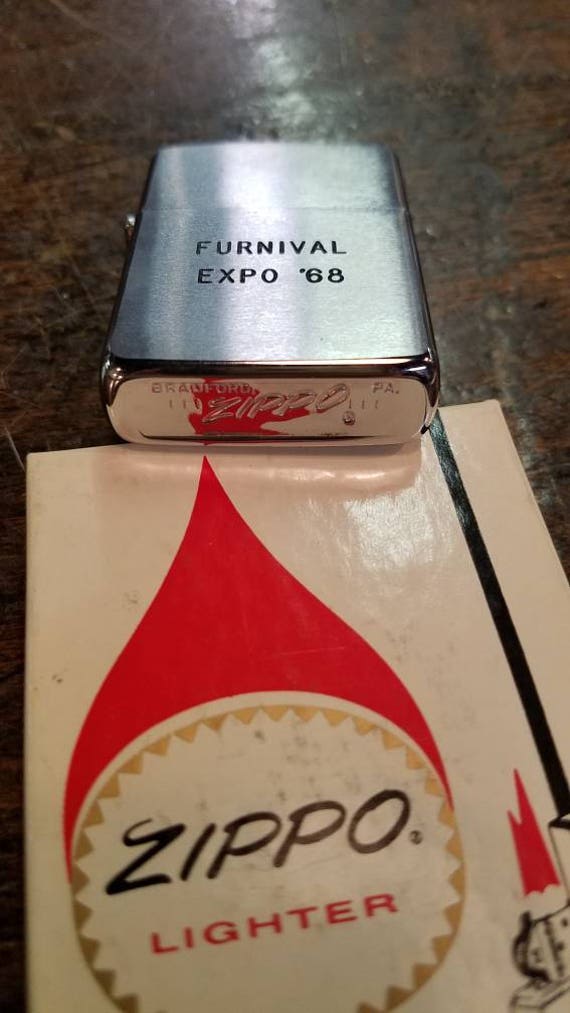 FURNIVAL
EXPO '68
BRADFORD, PA.
|||ZIPPO®||||
ZIPPO®
LIGHTER